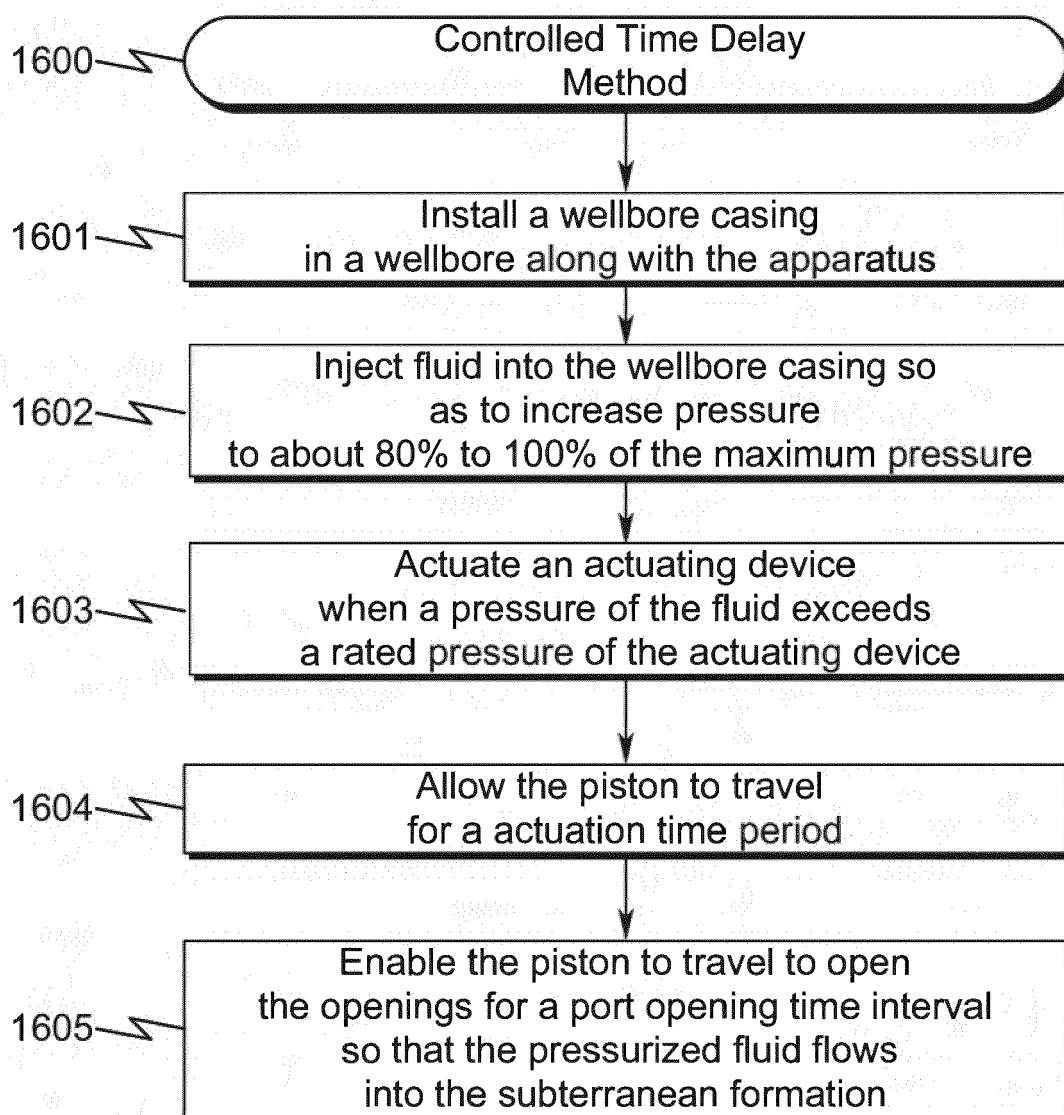 1600
Controlled Time Delay
Method
1601
Install a wellbore casing
in a wellbore along with the apparatus
1602
Inject fluid into the wellbore casing so
as to increase pressure
to about 80% to 100% of the maximum pressure
1603
Actuate an actuating device
when a pressure of the fluid exceeds
a rated pressure of the actuating device
1604
Allow the piston to travel
for a actuation time period
1605
Enable the piston to travel to open
the openings for a port opening time interval
so that the pressurized fluid flows
into the subterranean formation